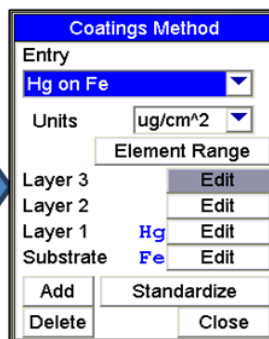 Coatings Method
Entry
Hg on Fe
Units ug/cm^2
Element Range
Layer 3 Edit
Layer 2 Edit
Layer 1 Hg Edit
Substrate Fe Edit
Add Standardize
Delete Close